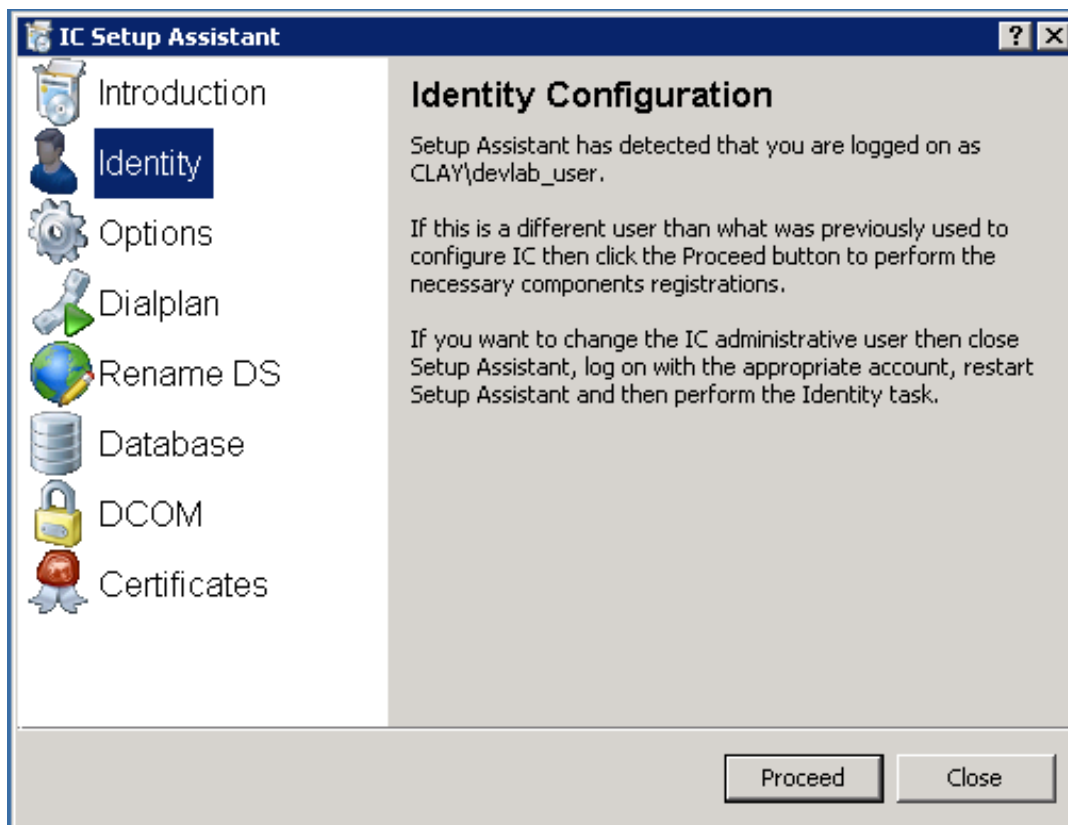 IC Setup Assistant
Introduction
Identity
Options
Dialplan
Rename DS
Database
DCOM
Certificates
Identity Configuration
Setup Assistant has detected that you are logged on as
CLAY\devlab_user.
If this is a different user than what was previously used to
configure IC then click the Proceed button to perform the
necessary components registrations.
If you want to change the IC administrative user then close
Setup Assistant, log on with the appropriate account, restart
Setup Assistant and then perform the Identity task.
Proceed
Close